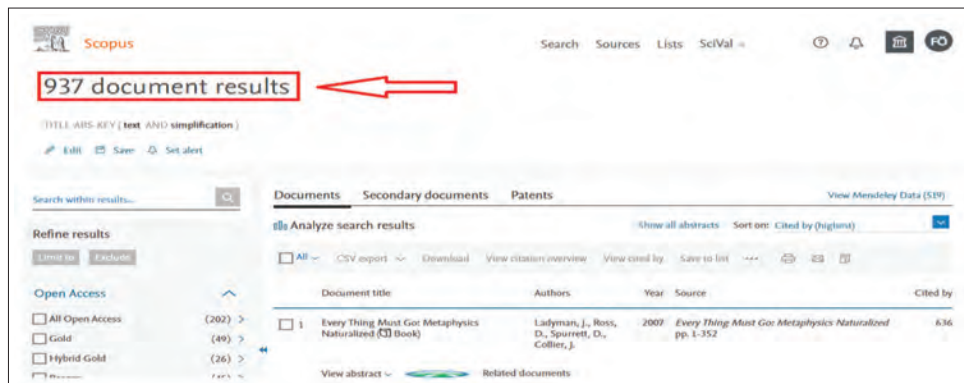 Scopus
Search Sources Lists SciVal
FÖ
937 document results
TITLE-ABS-KEY ( text AND simplification )
Edit Save Set alert
Search within results...
Documents Secondary documents Patents
View Mendeley Data (519)
Refine results
Limit to Exclude
Analyze search results
Show all abstracts Sort on: Cited by (highest)
All CSV export Download View citation overview View cited by Save to list ...
Open Access
Document title Authors Year Source Cited by
All Open Access (202) >
Gold (49) >
Hybrid Gold (26) >
1 Every Thing Must Go: Metaphysics Naturalized (Book)
Ladyman, J., Ross, D., Spurrett, D., Collier, J.
2007
Every Thing Must Go: Metaphysics Naturalized
pp. 1-352
636
View abstract Related documents